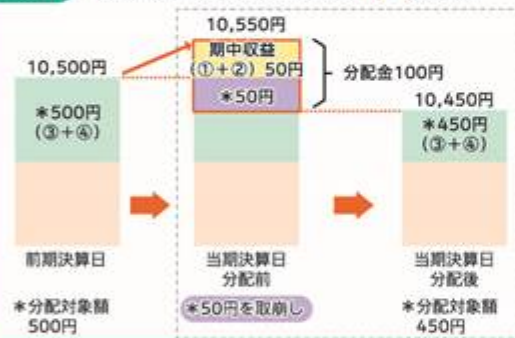 10,550円
期中収益
(①+②) 50円
*50円
分配金100円
10,500円
*500円
(③+④)
10,450円
*450円
(③+④)
前期決算日
当期決算日
分配前
当期決算日
分配後
*分配対象額
500円
*50円を取崩し
*分配対象額
450円